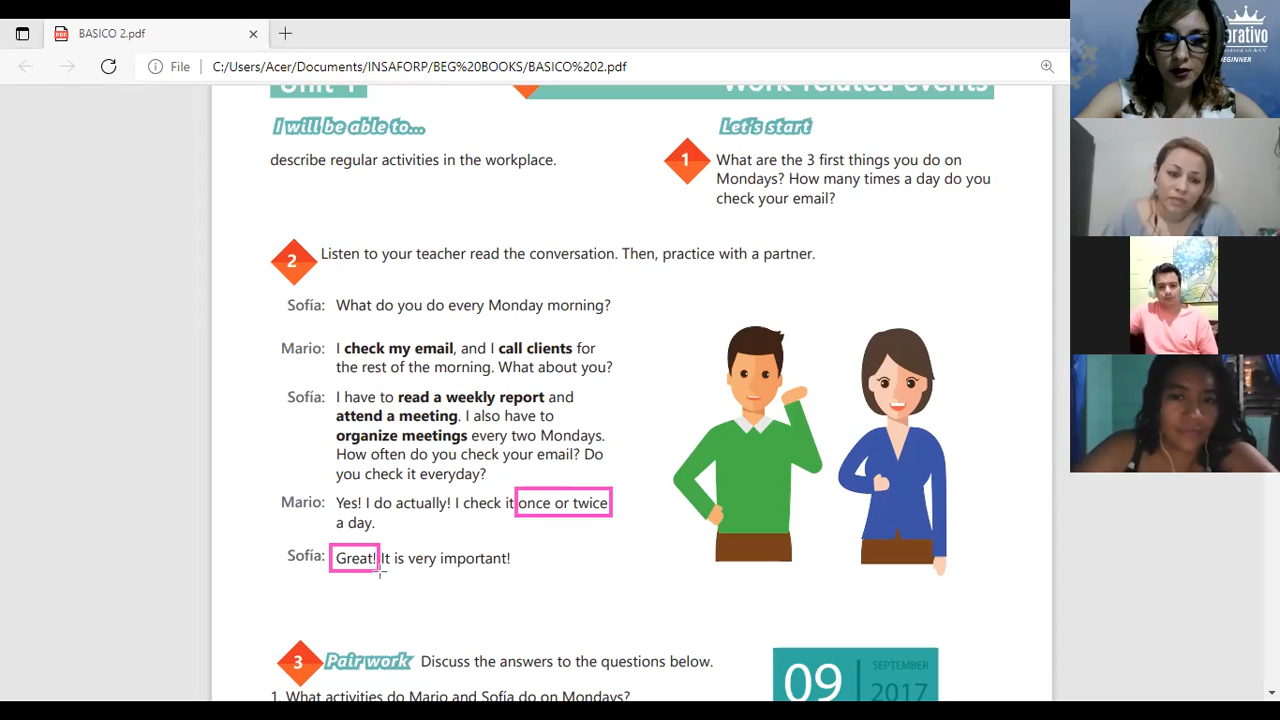 BASICO 2.pdf
File C:/Users/Acer/Documents/INSAFORP/BEG%20BOOKS/BASICO%202.pdf
Unit 1
Work-related events
I will be able to...
describe regular activities in the workplace.
Let's start
1
What are the 3 first things you do on
Mondays? How many times a day do you
check your email?
2
Listen to your teacher read the conversation. Then, practice with a partner.
Sofía: What do you do every Monday morning?
Mario: I check my email, and I call clients for
the rest of the morning. What about you?
Sofía: I have to read a weekly report and
attend a meeting. I also have to
organize meetings every two Mondays.
How often do you check your email? Do
you check it everyday?
Mario: Yes! I do actually! I check it once or twice
a day.
Sofía: Great! It is very important!
3
Pair work Discuss the answers to the questions below.
1. What activities do Mario and Sofía do on Mondays?
09
SEPTEMBER
2017
orativo
BEGINNER